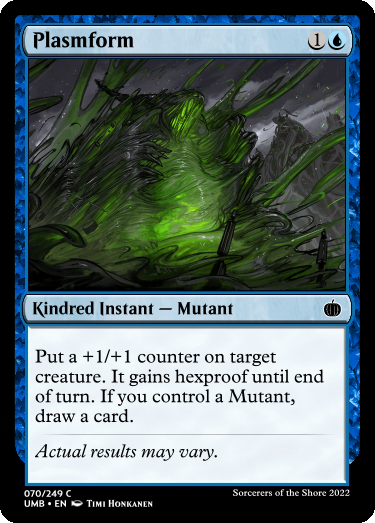 Plasmform 1
Kindred Instant — Mutant
Put a +1/+1 counter on target
creature. It gains hexproof until end
of turn. If you control a Mutant,
draw a card.
Actual results may vary.
070/249 C
UMB • EN Timi Honkanen
Sorcerers of the Shore 2022